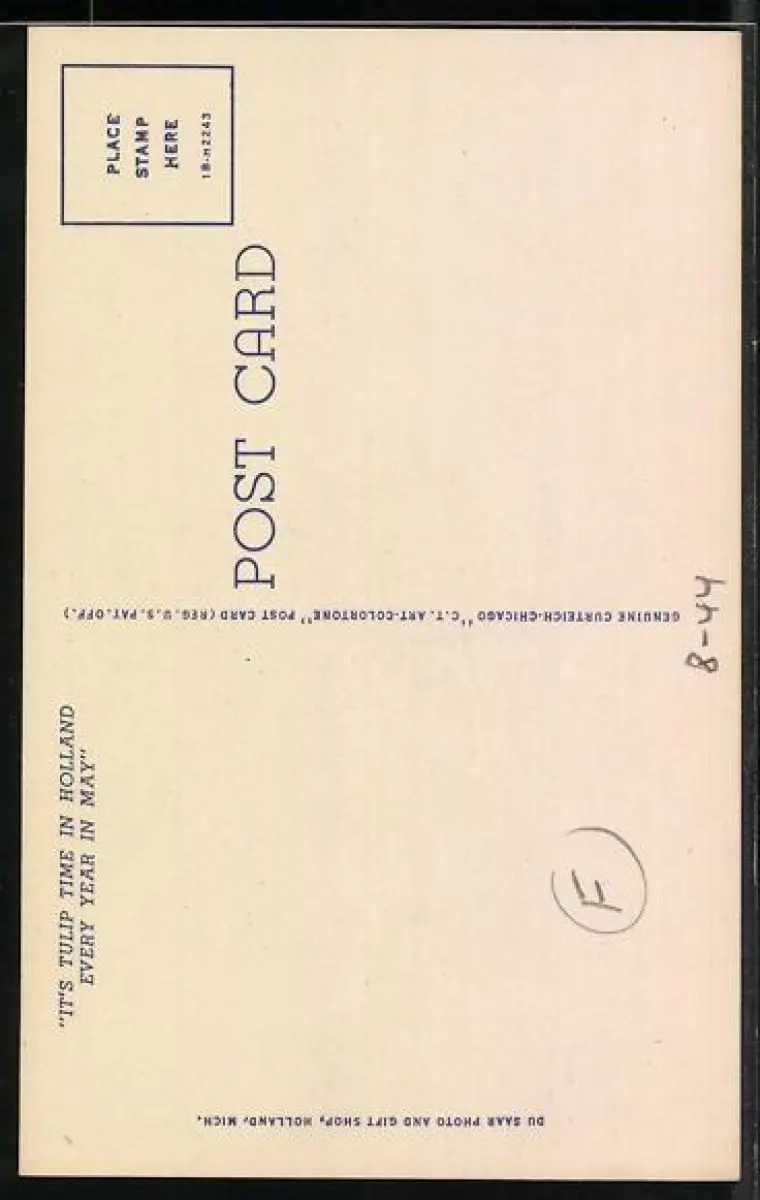 "IT'S TULIP TIME IN HOLLAND
EVERY YEAR IN MAY"
POST CARD
PLACE
STAMP
HERE
1B-H2243
GENUINE CURTEICH-CHICAGO "C.T. ART-COLORTONE" POST CARD (REG. U.S. PAT. OFF.)
DU SAAR PHOTO AND GIFT SHOP, HOLLAND, MICH.
F
8-44